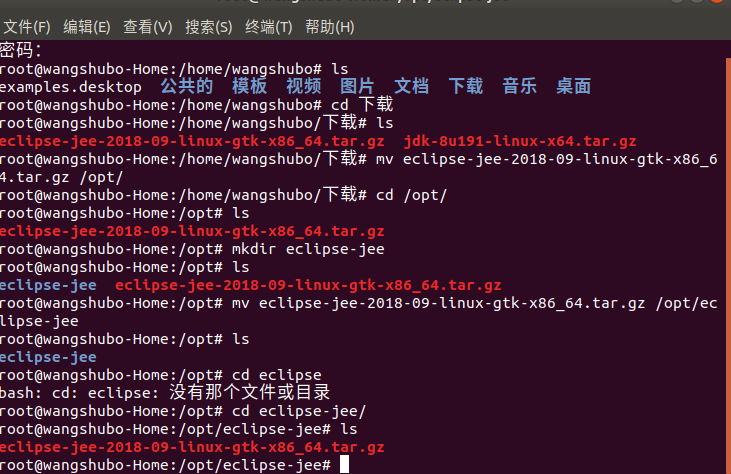 文件(F) 编辑(E) 查看(V) 搜索(S) 终端(T) 帮助(H)
密码：
root@wangshubo-Home:/home/wangshubo# ls
examples.desktop 公共的 模板 视频 图片 文档 下载 音乐 桌面
root@wangshubo-Home:/home/wangshubo# cd 下载
root@wangshubo-Home:/home/wangshubo/下载# ls
eclipse-jee-2018-09-linux-gtk-x86_64.tar.gz jdk-8u191-linux-x64.tar.gz
root@wangshubo-Home:/home/wangshubo/下载# mv eclipse-jee-2018-09-linux-gtk-x86_6
4.tar.gz /opt/
root@wangshubo-Home:/home/wangshubo/下载# cd /opt/
root@wangshubo-Home:/opt# ls
eclipse-jee-2018-09-linux-gtk-x86_64.tar.gz
root@wangshubo-Home:/opt# mkdir eclipse-jee
root@wangshubo-Home:/opt# ls
eclipse-jee eclipse-jee-2018-09-linux-gtk-x86_64.tar.gz
root@wangshubo-Home:/opt# mv eclipse-jee-2018-09-linux-gtk-x86_64.tar.gz /opt/ec
lipse-jee
root@wangshubo-Home:/opt# ls
eclipse-jee
root@wangshubo-Home:/opt# cd eclipse
bash: cd: eclipse: 没有那个文件或目录
root@wangshubo-Home:/opt# cd eclipse-jee/
root@wangshubo-Home:/opt/eclipse-jee# ls
eclipse-jee-2018-09-linux-gtk-x86_64.tar.gz
root@wangshubo-Home:/opt/eclipse-jee#